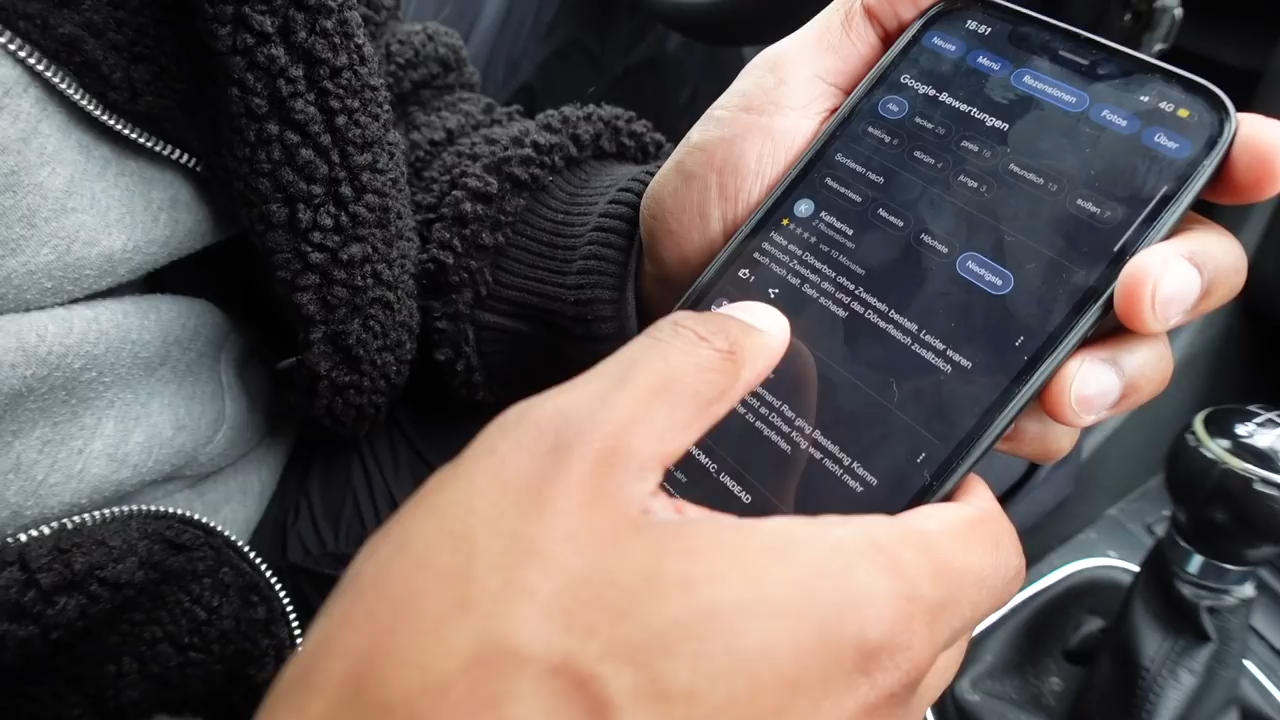 15:51
4G
Neues
Menü
Rezensionen
Fotos
Über
Google-Bewertungen
Alle
lecker 26
preis 16
freundlich 13
soßen 7
leistung 6
dürüm 4
jungs 3
Sortieren nach
Relevanteste
Neueste
Höchste
Niedrigste
K
Katharina
2 Rezensionen
vor 10 Monaten
Habe eine Dönerbox ohne Zwiebeln bestellt. Leider waren
dennoch Zwiebeln drin und das Dönerfleisch zusätzlich
auch noch kalt. Sehr schade!
1
emand Ran ging Bestellung Kamm
icht an Döner King war nicht mehr
ter zu empfehlen.
NOM1C_ UNDEAD
Jahr